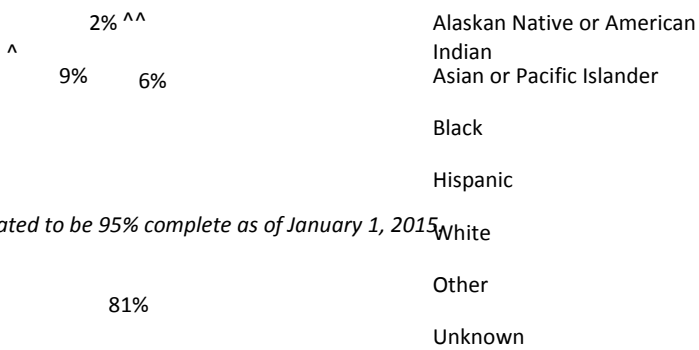 2% ^^
^
9%
6%
Alaskan Native or American
Indian
Asian or Pacific Islander
Black
Hispanic
ated to be 95% complete as of January 1, 2015.
White
Other
81%
Unknown